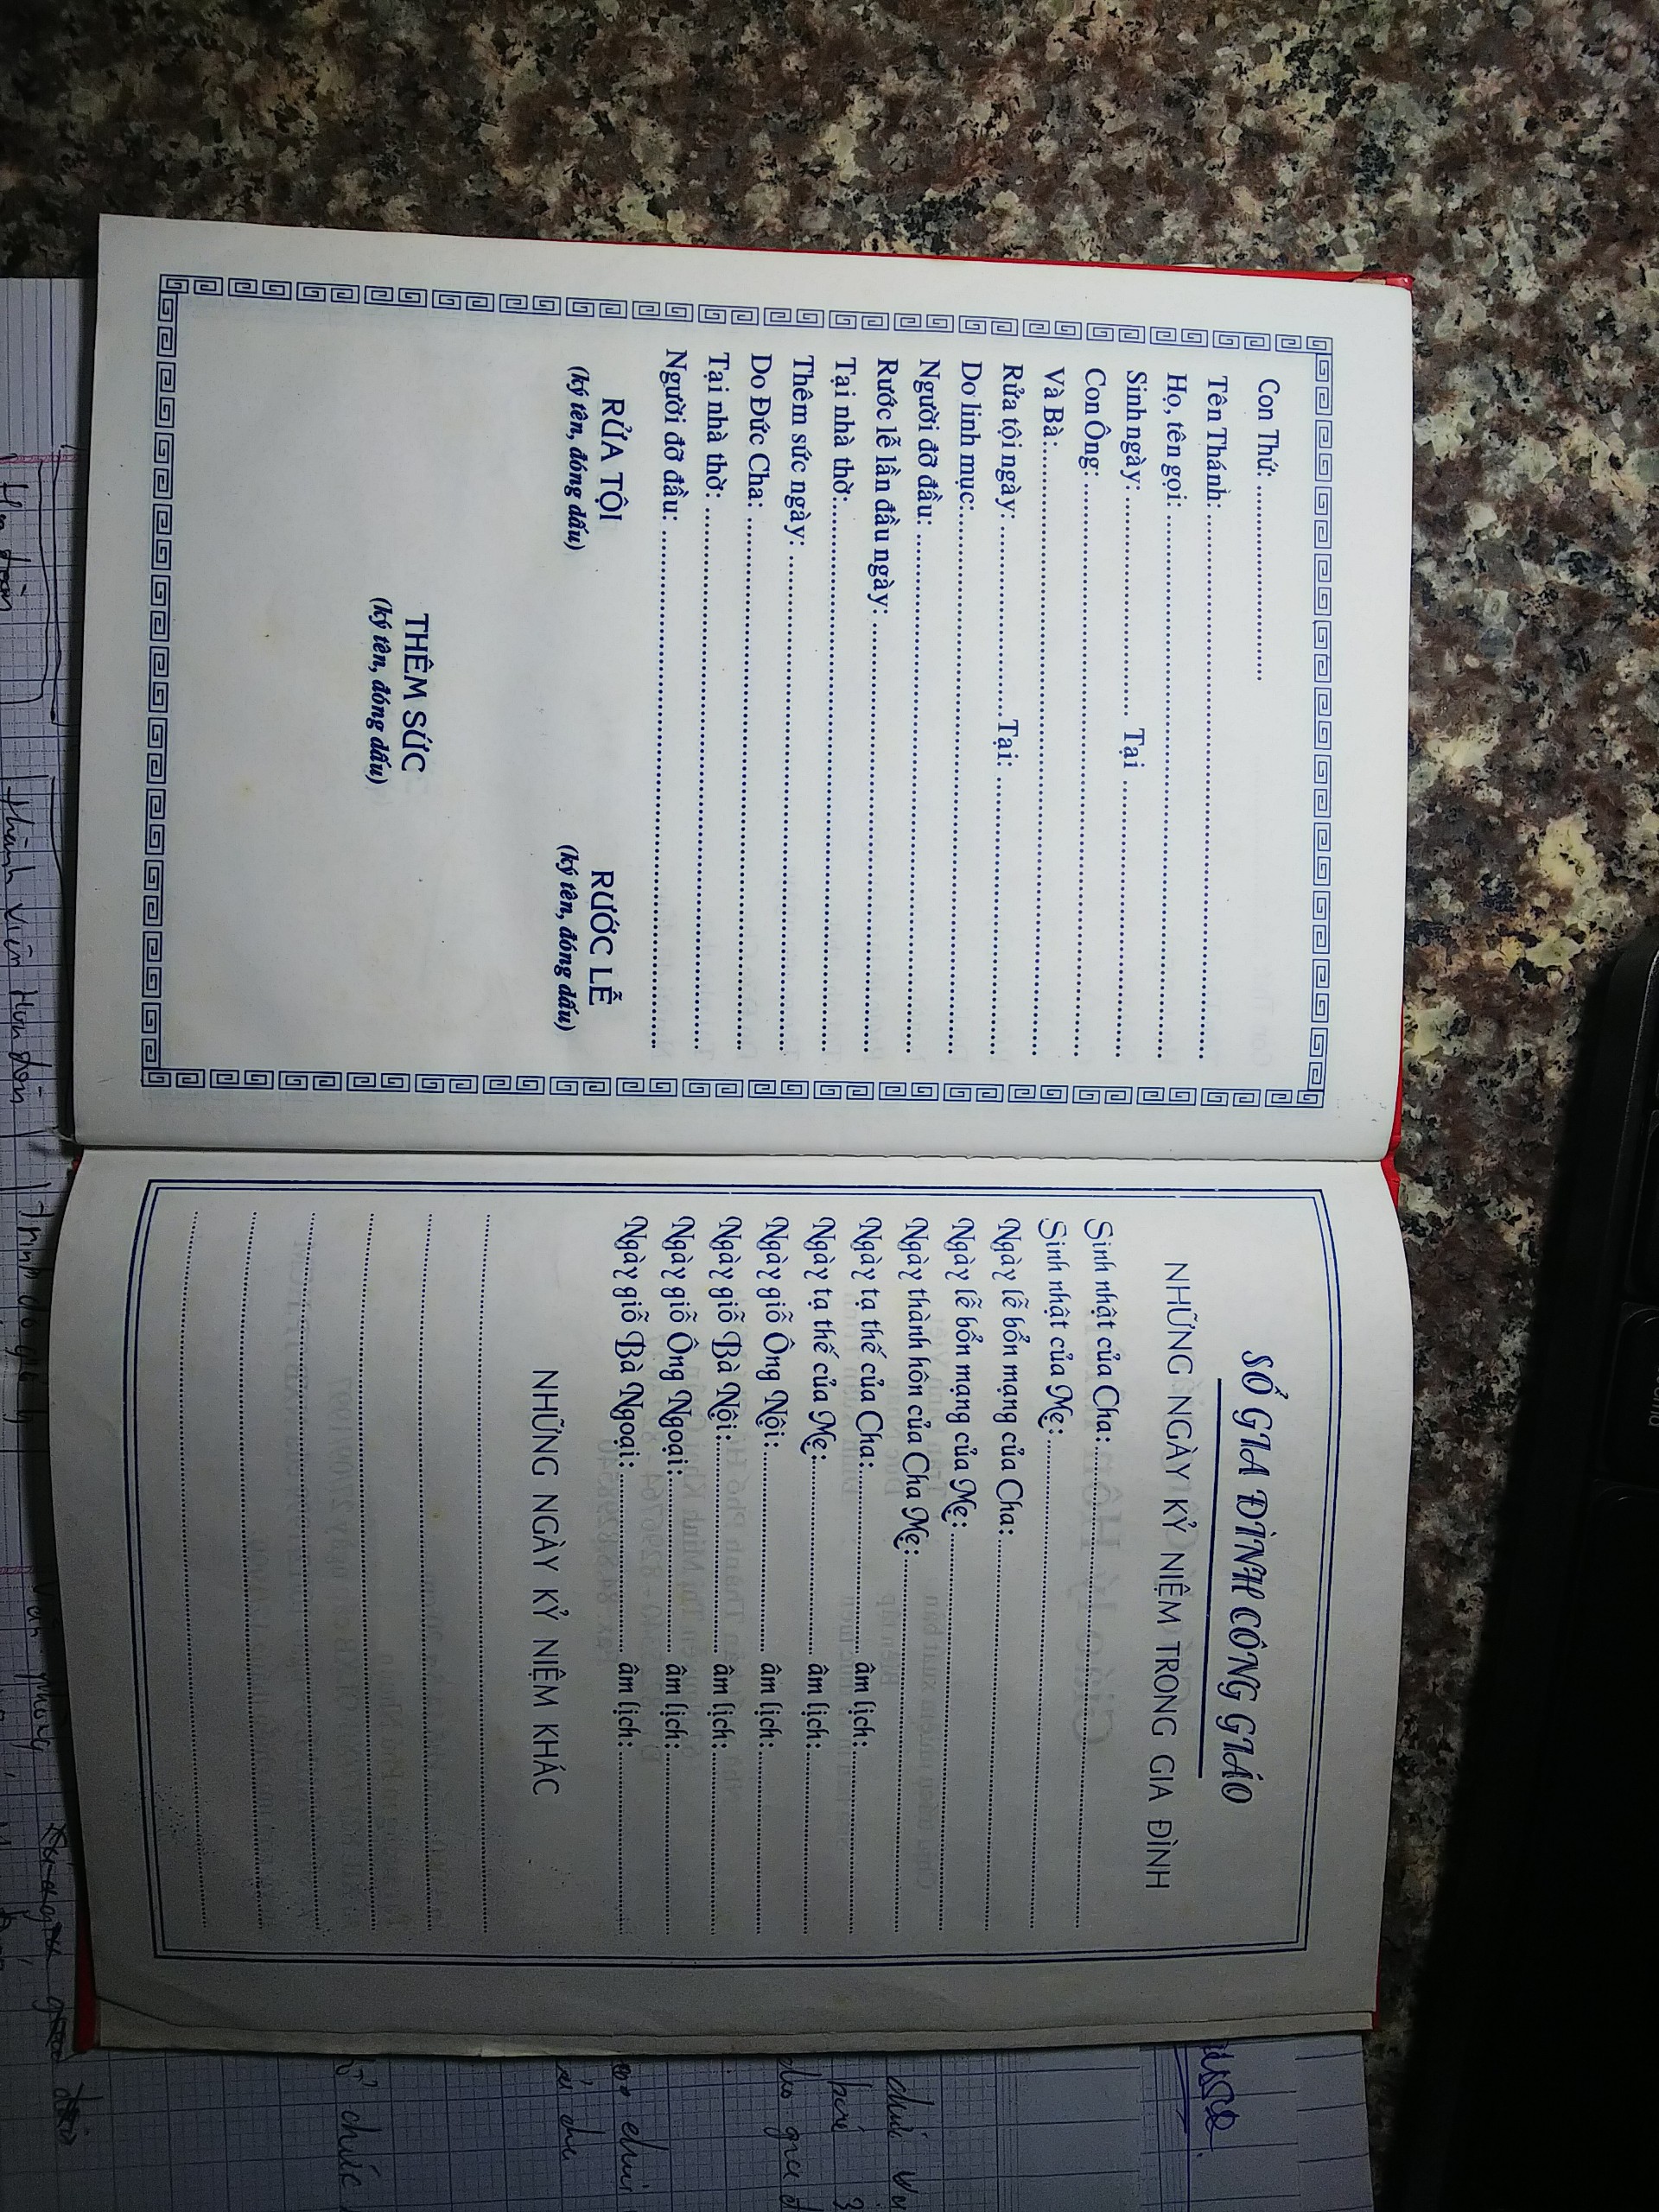 Con Thứ: ..............................
Tên Thánh: ..............................
Họ, tên gọi: ..............................
Sinh ngày: .............................. Tại ..............................
Con Ông: ..............................
Và Bà:..............................
Rửa tội ngày: ..............................Tại: ..............................
Do linh mục:..............................
Người đỡ đầu: ..............................
Rước lễ lần đầu ngày: ..............................
Tại nhà thờ:..............................
Thêm sức ngày: ..............................
Do Đức Cha: ..............................
Tại nhà thờ: ..............................
Người đỡ đầu: ..............................
RỬA TỘI
(ký tên, đóng dấu)
RƯỚC LỄ
(ký tên, đóng dấu)
THÊM SỨC
(ký tên, đóng dấu)
SỔ GIA ĐÌNH CÔNG GIÁO
NHỮNG NGÀY KỶ NIỆM TRONG GIA ĐÌNH
Sinh nhật của Cha:..............................
Sinh nhật của Mẹ:..............................
Ngày lễ bổn mạng của Cha:..............................
Ngày lễ bổn mạng của Mẹ:..............................
Ngày thành hôn của Cha Mẹ:..............................
Ngày tạ thế của Cha:.............................. âm lịch:..............................
Ngày tạ thế của Mẹ:.............................. âm lịch:..............................
Ngày giỗ Ông Nội:.............................. âm lịch:..............................
Ngày giỗ Bà Nội:.............................. âm lịch:..............................
Ngày giỗ Ông Ngoại:.............................. âm lịch:..............................
Ngày giỗ Bà Ngoại:.............................. âm lịch:..............................
NHỮNG NGÀY KỶ NIỆM KHÁC
thành viên
văn phòng
chức